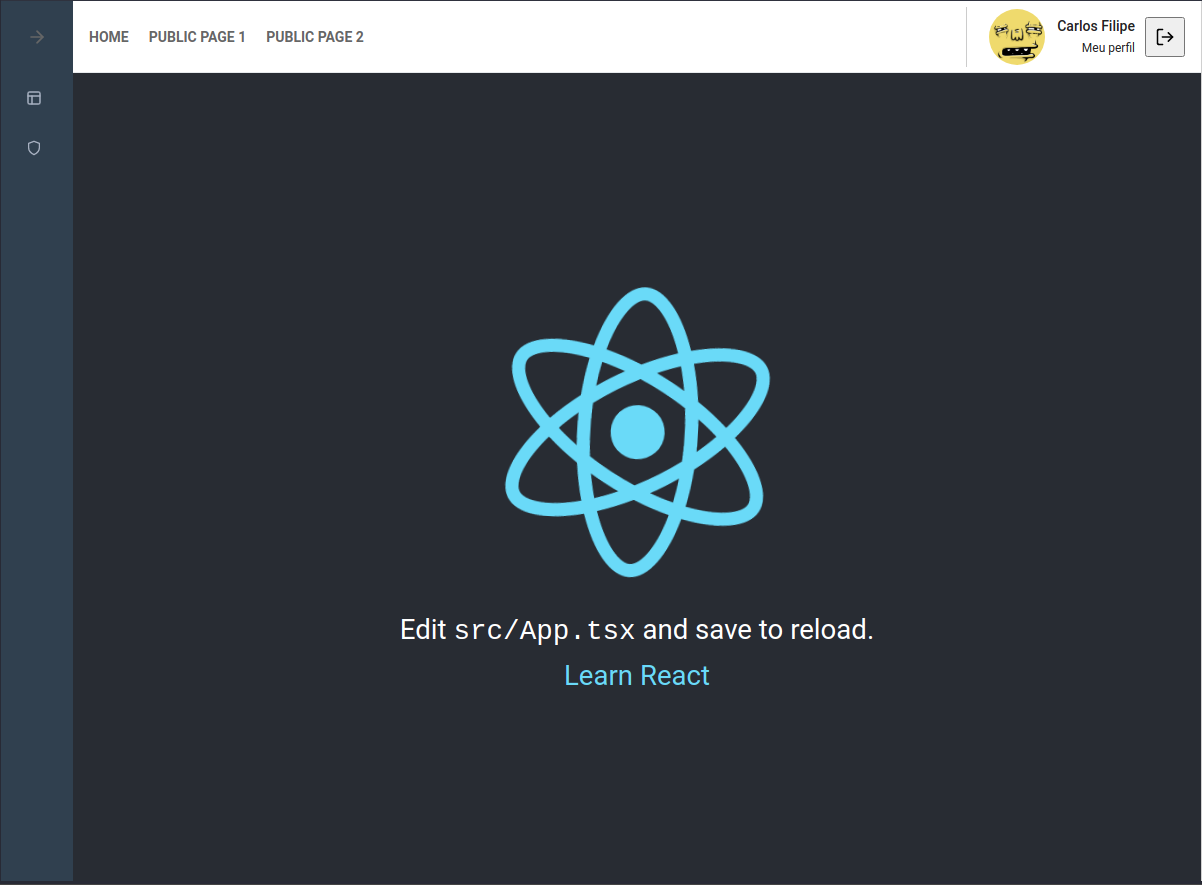 HOME PUBLIC PAGE 1 PUBLIC PAGE 2
Carlos Filipe
Meu perfil
Edit src/App.tsx and save to reload.
Learn React